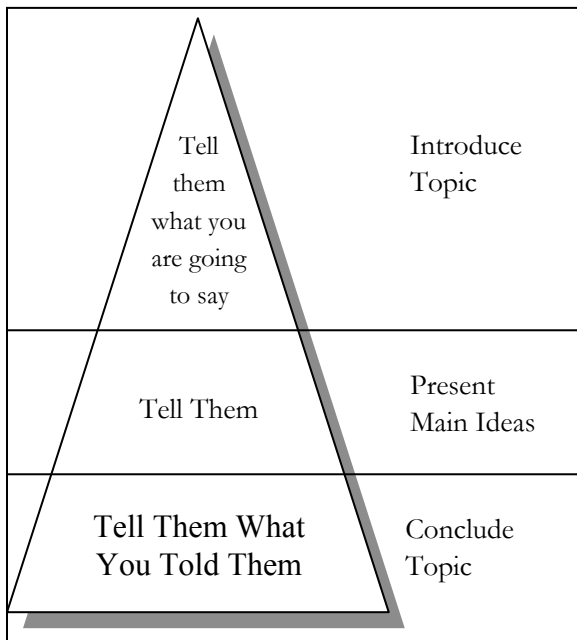 Tell
them
what you
are going
to say
Introduce
Topic
Tell Them
Present
Main Ideas
Tell Them What
You Told Them
Conclude
Topic